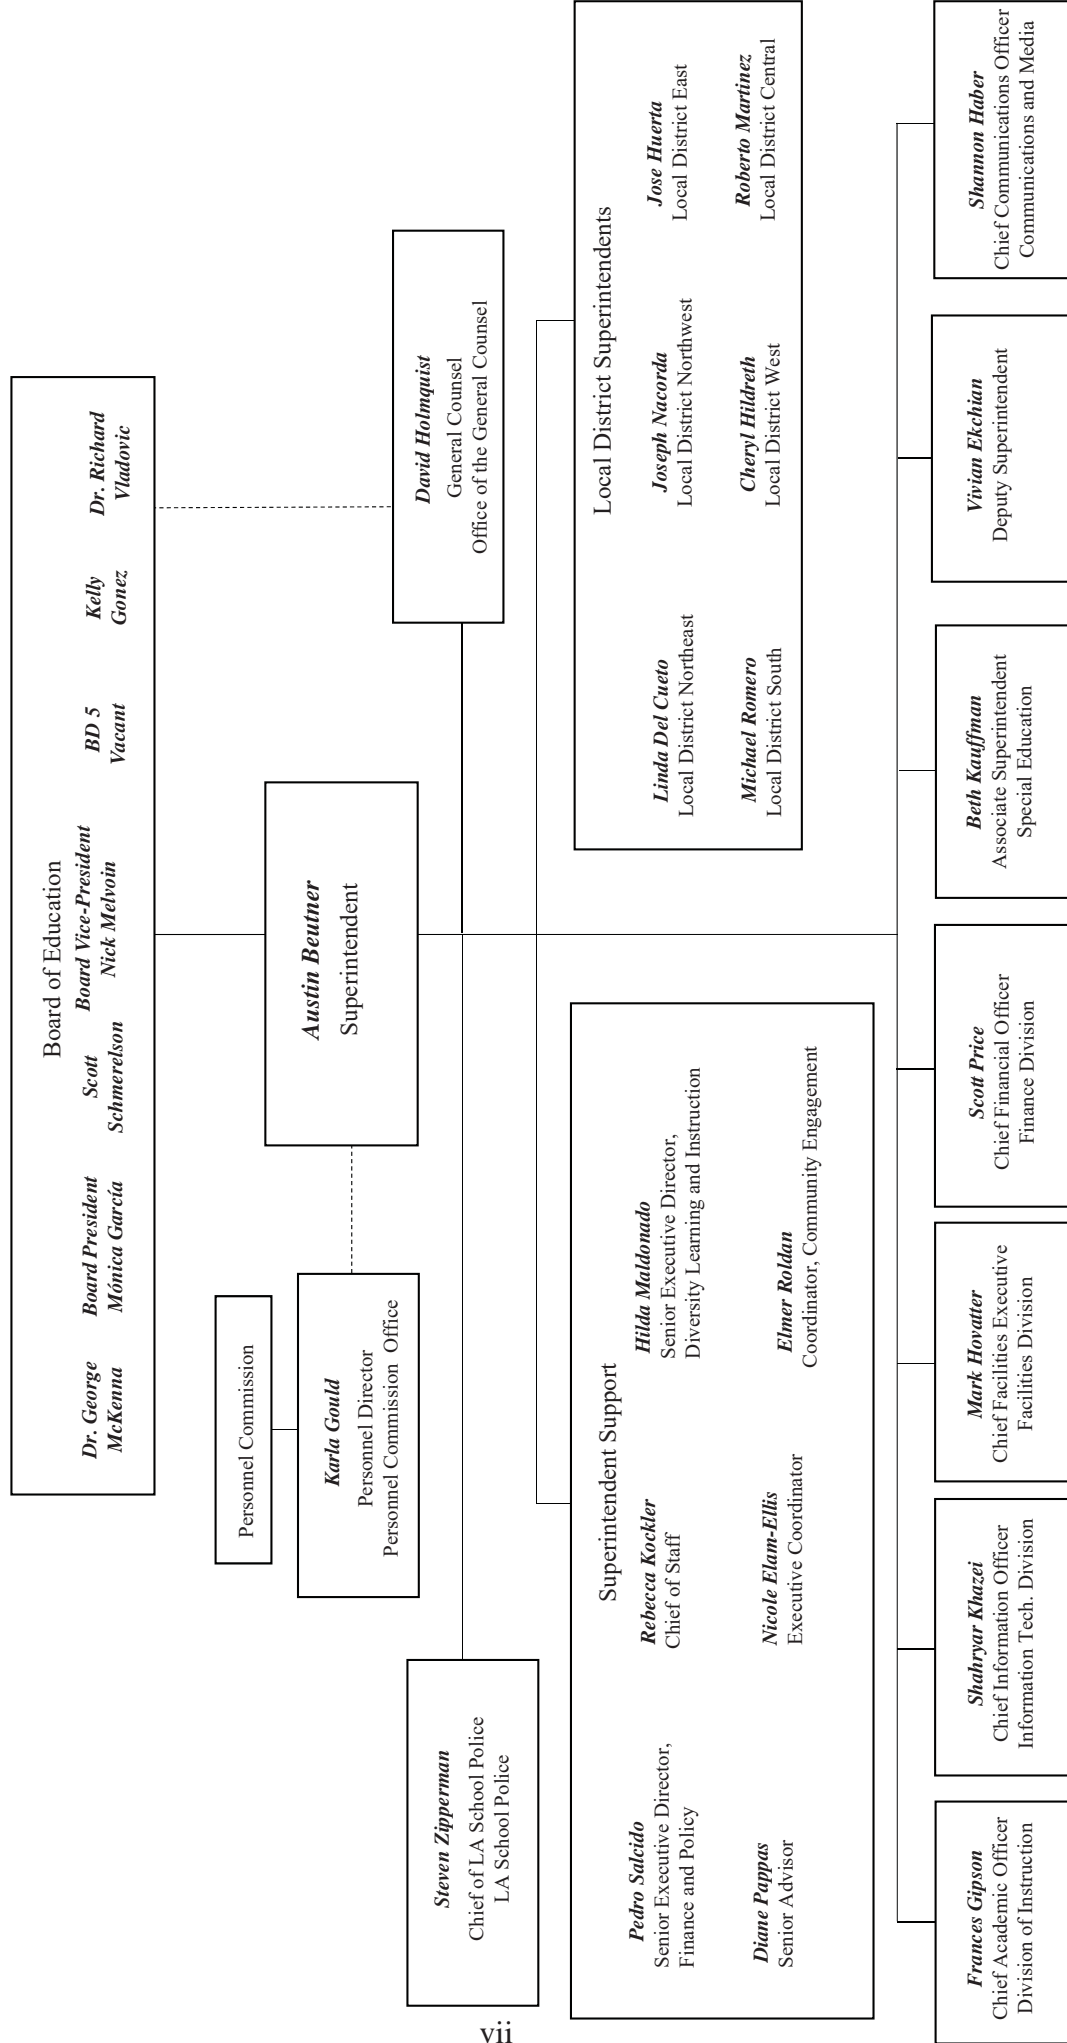 Board of Education
Dr. George
McKenna
Board President
Mónica García
Scott
Schmerelson
Board Vice-President
Nick Melvoin
BD 5
Vacant
Kelly
Gonez
Dr. Richard
Vladovic
Personnel Commission
Karla Gould
Personnel Director
Personnel Commission Office
Austin Beutner
Superintendent
Steven Zipperman
Chief of LA School Police
LA School Police
David Holmquist
General Counsel
Office of the General Counsel
Superintendent Support
Pedro Salcido
Senior Executive Director,
Finance and Policy
Rebecca Kockler
Chief of Staff
Hilda Maldonado
Senior Executive Director,
Diversity Learning and Instruction
Diane Pappas
Senior Advisor
Nicole Elam-Ellis
Executive Coordinator
Elmer Roldan
Coordinator, Community Engagement
Local District Superintendents
Linda Del Cueto
Local District Northeast
Joseph Nacorda
Local District Northwest
Jose Huerta
Local District East
Michael Romero
Local District South
Cheryl Hildreth
Local District West
Roberto Martinez
Local District Central
Frances Gipson
Chief Academic Officer
Division of Instruction
Shahryar Khazei
Chief Information Officer
Information Tech. Division
Mark Hovatter
Chief Facilities Executive
Facilities Division
Scott Price
Chief Financial Officer
Finance Division
Beth Kauffman
Associate Superintendent
Special Education
Vivian Ekchian
Deputy Superintendent
Shannon Haber
Chief Communications Officer
Communications and Media
vii